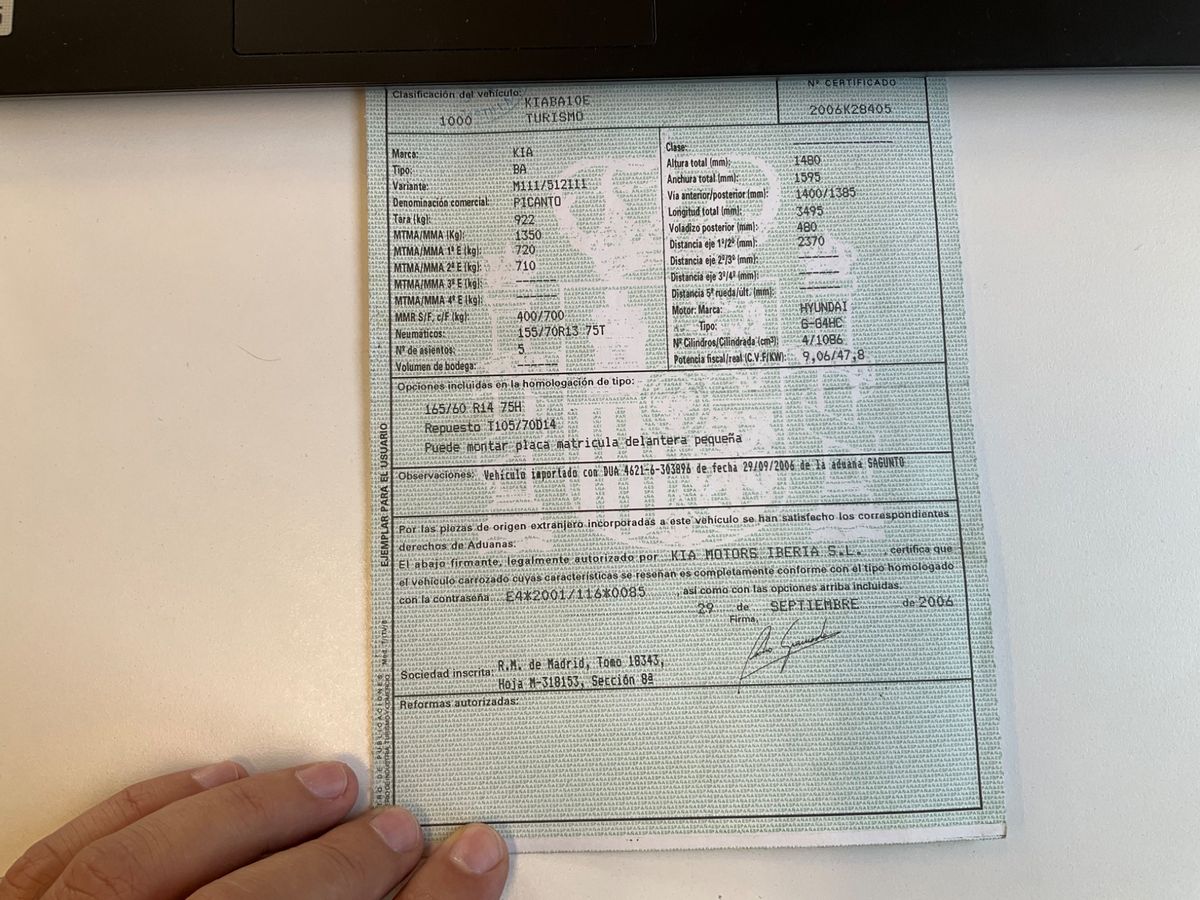 Clasificación del vehículo:
KIABA10E
1000 TURISMO
Nº CERTIFICADO
2006K28405
Marca: KIA
Tipo: BA
Variante: M111/512111
Denominación comercial: PICANTO
Tara (kg): 922
MTMA/MMA (Kg): 1350
MTMA/MMA 1º E (kg): 720
MTMA/MMA 2º E (kg): 710
MTMA/MMA 3º E (kg): ------
MTMA/MMA 4º E (kg): ------
MMR S/F, c/F (kg): 400/700
Neumáticos: 155/70R13 75T
Nº de asientos: 5
Volumen de bodega: ------
Clase: --------------
Altura total (mm): 1480
Anchura total (mm): 1595
Vía anterior/posterior (mm): 1400/1385
Longitud total (mm): 3495
Voladizo posterior (mm): 480
Distancia eje 1º/2º (mm): 2370
Distancia eje 2º/3º (mm): ------
Distancia eje 3º/4º (mm): ------
Distancia 5ª rueda/últ. (mm): ------
Motor: Marca: HYUNDAI
Tipo: G-G4HC
Nº Cilindros/Cilindrada (cm³): 4/1086
Potencia fiscal/real (C.V.F/KW): 9,06/47,8
Opciones incluidas en la homologación de tipo:
165/60 R14 75H
Repuesto T105/70D14
Puede montar placa matricula delantera pequeña
Observaciones: Vehículo importado con DUA 4621-6-303896 de fecha 29/09/2006 de la aduana SAGUNTO
Por las piezas de origen extranjero incorporadas a este vehículo se han satisfecho los correspondientes
derechos de Aduanas:
El abajo firmante, legalmente autorizado por KIA MOTORS IBERIA S.L. , certifica que
el vehículo carrozado cuyas características se reseñan es completamente conforme con el tipo homologado
con la contraseña E4*2001/116*0085 así como con las opciones arriba incluidas.
29 de SEPTIEMBRE de 2006
Firma,
Sociedad inscrita: R.M. de Madrid, Tomo 18343,
Hoja M-318153, Sección 8ª
Reformas autorizadas:
EJEMPLAR PARA EL USUARIO